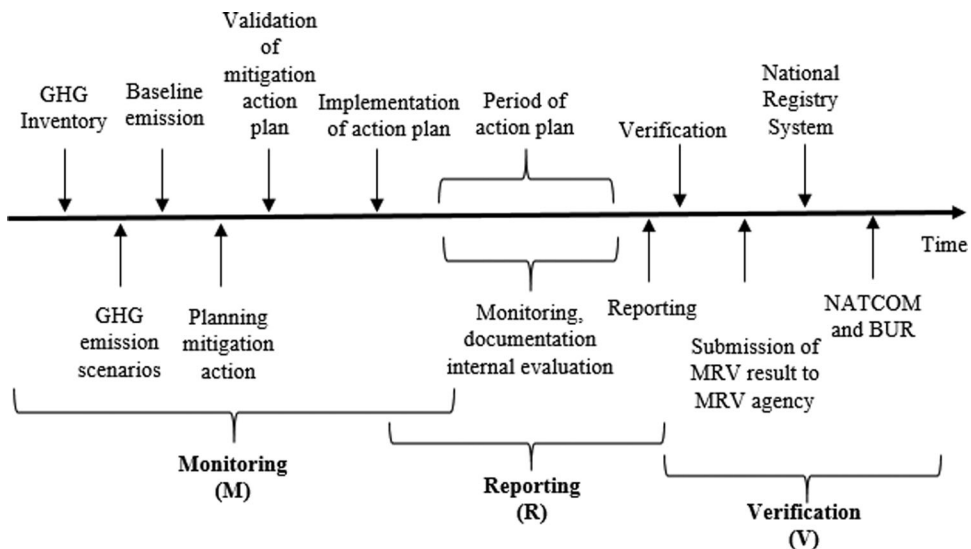 GHG
Inventory
Baseline
emission
Validation
of
mitigation
action
plan
Implementation
of action plan
Period of
action plan
Verification
National
Registry
System
Time
GHG
emission
scenarios
Planning
mitigation
action
Monitoring,
documentation
internal evaluation
Reporting
Submission of
MRV result to
MRV agency
NATCOM
and BUR
Monitoring
(M)
Reporting
(R)
Verification
(V)